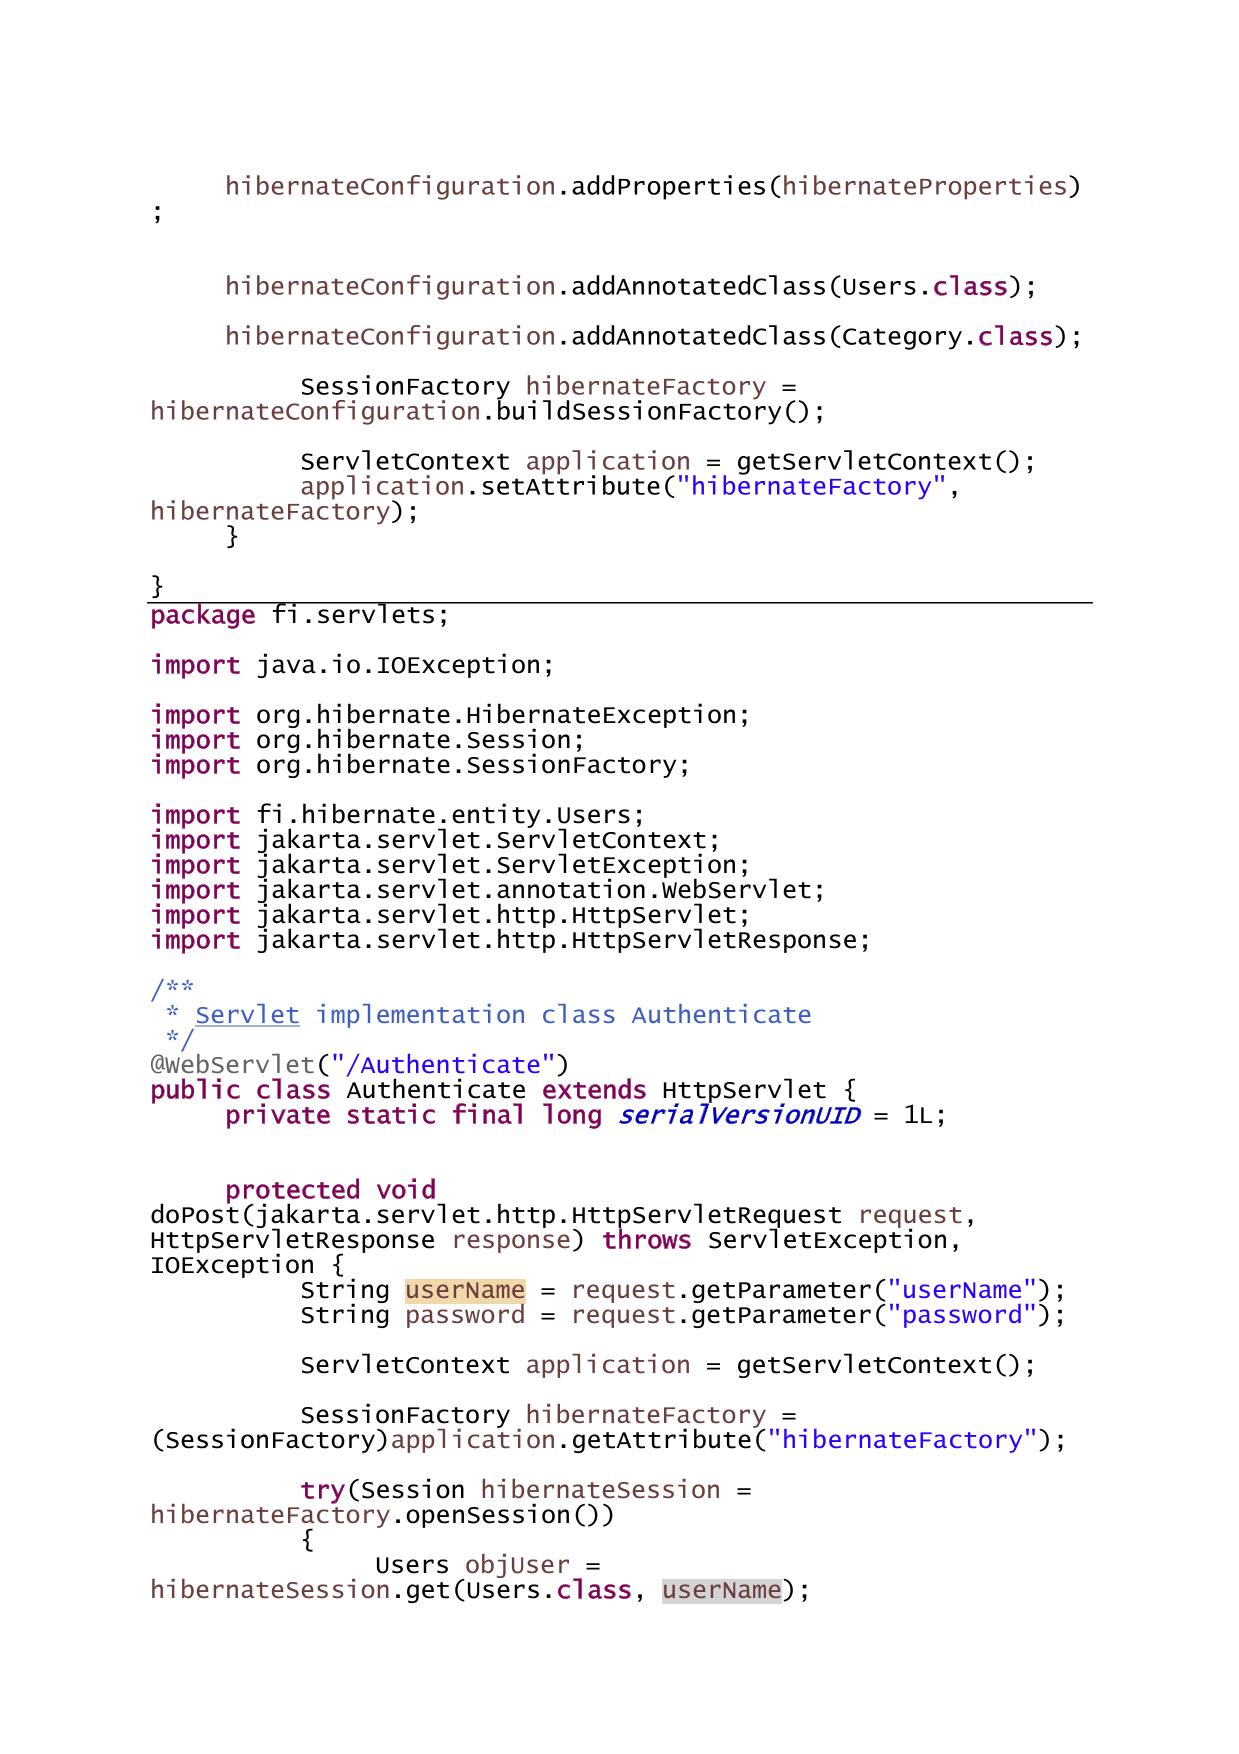 hibernateConfiguration.addProperties(hibernateProperties)
;
hibernateConfiguration.addAnnotatedClass(Users.class);
hibernateConfiguration.addAnnotatedClass(Category.class);
SessionFactory hibernateFactory =
hibernateConfiguration.buildSessionFactory();
ServletContext application = getServletContext();
application.setAttribute("hibernateFactory",
hibernateFactory);
}
}
package fi.servlets;
import java.io.IOException;
import org.hibernate.HibernateException;
import org.hibernate.Session;
import org.hibernate.SessionFactory;
import fi.hibernate.entity.Users;
import jakarta.servlet.ServletContext;
import jakarta.servlet.ServletException;
import jakarta.servlet.annotation.WebServlet;
import jakarta.servlet.http.HttpServlet;
import jakarta.servlet.http.HttpServletResponse;
/**
* Servlet implementation class Authenticate
*/
@WebServlet("/Authenticate")
public class Authenticate extends HttpServlet {
private static final long serialVersionUID = 1L;
protected void
doPost(jakarta.servlet.http.HttpServletRequest request,
HttpServletResponse response) throws ServletException,
IOException {
String userName = request.getParameter("userName");
String password = request.getParameter("password");
ServletContext application = getServletContext();
SessionFactory hibernateFactory =
(SessionFactory)application.getAttribute("hibernateFactory");
try(Session hibernateSession =
hibernateFactory.openSession())
{
Users objUser =
hibernateSession.get(Users.class, userName);